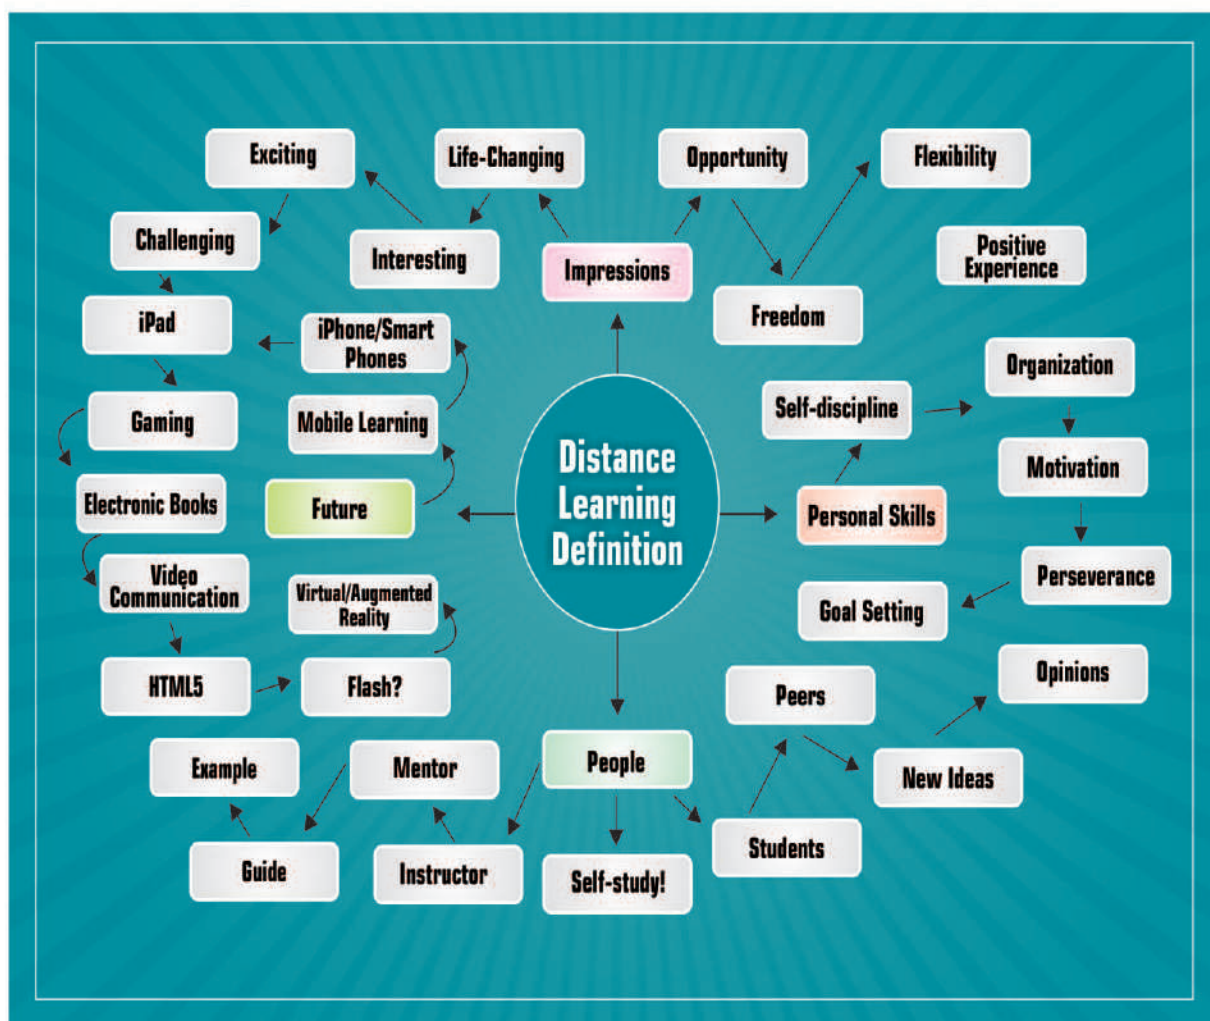 Exciting
Life-Changing
Opportunity
Flexibility
Challenging
Interesting
Impressions
Positive
Experience
iPad
iPhone/Smart
Phones
Freedom
Organization
Gaming
Mobile Learning
Self-discipline
Motivation
Electronic Books
Future
Distance
Learning
Definition
Personal Skills
Video
Communication
Virtual/Augmented
Reality
Goal Setting
Perseverance
HTML5
Flash?
Peers
Opinions
Example
Mentor
People
New Ideas
Guide
Instructor
Self-study!
Students